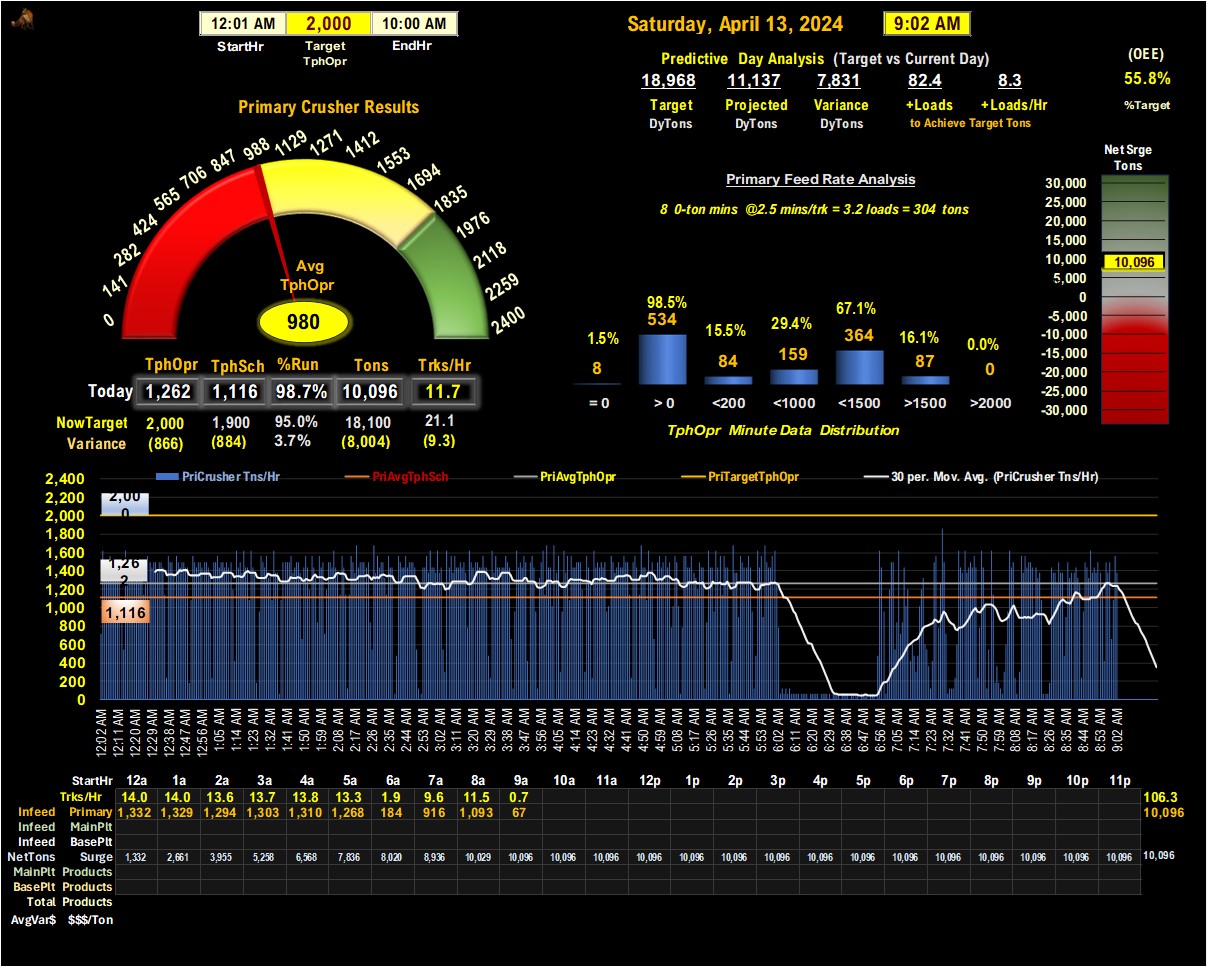 12:01 AM 2,000 10:00 AM
StartHr Target EndHr
TphOpr
Saturday, April 13, 2024 9:02 AM
Predictive Day Analysis (Target vs Current Day)
18,968 11,137 7,831 82.4 8.3
Target Projected Variance +Loads +Loads/Hr
DyTons DyTons DyTons to Achieve Target Tons
(OEE)
55.8%
%Target
Primary Crusher Results
0 141 282 424 565 706 847 988 1129 1271 1412 1553 1694 1835 1976 2118 2259 2400
Avg
TphOpr
980
TphOpr TphSch %Run Tons Trks/Hr
Today 1,262 1,116 98.7% 10,096 11.7
NowTarget 2,000 1,900 95.0% 18,100 21.1
Variance (866) (884) 3.7% (8,004) (9.3)
Primary Feed Rate Analysis
8 0-ton mins @2.5 mins/trk = 3.2 loads = 304 tons
1.5% 98.5% 15.5% 29.4% 67.1% 16.1% 0.0%
8 534 84 159 364 87 0
= 0 > 0 <200 <1000 <1500 >1500 >2000
TphOpr Minute Data Distribution
Net Srge
Tons
30,000
25,000
20,000
15,000
10,000 10,096
5,000
0
-5,000
-10,000
-15,000
-20,000
-25,000
-30,000
PriCrusher Tns/Hr PriAvgTphSch PriAvgTphOpr PriTargetTphOpr 30 per. Mov. Avg. (PriCrusher Tns/Hr)
2,400
2,200 2,00
2,000 0
1,800
1,600
1,400 1,26
1,200 2
1,000 1,116
800
600
400
200
0
12:02 AM 12:11 AM 12:20 AM 12:29 AM 12:38 AM 12:47 AM 12:56 AM 1:05 AM 1:14 AM 1:23 AM 1:32 AM 1:41 AM 1:50 AM 1:59 AM 2:08 AM 2:17 AM 2:26 AM 2:35 AM 2:44 AM 2:53 AM 3:02 AM 3:11 AM 3:20 AM 3:29 AM 3:38 AM 3:47 AM 3:56 AM 4:05 AM 4:14 AM 4:23 AM 4:32 AM 4:41 AM 4:50 AM 4:59 AM 5:08 AM 5:17 AM 5:26 AM 5:35 AM 5:44 AM 5:53 AM 6:02 AM 6:11 AM 6:20 AM 6:29 AM 6:38 AM 6:47 AM 6:56 AM 7:05 AM 7:14 AM 7:23 AM 7:32 AM 7:41 AM 7:50 AM 7:59 AM 8:08 AM 8:17 AM 8:26 AM 8:35 AM 8:44 AM 8:53 AM 9:02 AM
StartHr 12a 1a 2a 3a 4a 5a 6a 7a 8a 9a 10a 11a 12p 1p 2p 3p 4p 5p 6p 7p 8p 9p 10p 11p
Trks/Hr 14.0 14.0 13.6 13.7 13.8 13.3 1.9 9.6 11.5 0.7 106.3
Infeed Primary 1,332 1,329 1,294 1,303 1,310 1,268 184 916 1,093 67 10,096
Infeed MainPlt
Infeed BasePlt
NetTons Surge 1,332 2,661 3,955 5,258 6,568 7,836 8,020 8,936 10,029 10,096 10,096 10,096 10,096 10,096 10,096 10,096 10,096 10,096 10,096 10,096 10,096 10,096 10,096 10,096 10,096
MainPlt Products
BasePlt Products
Total Products
AvgVar$ $$$/Ton